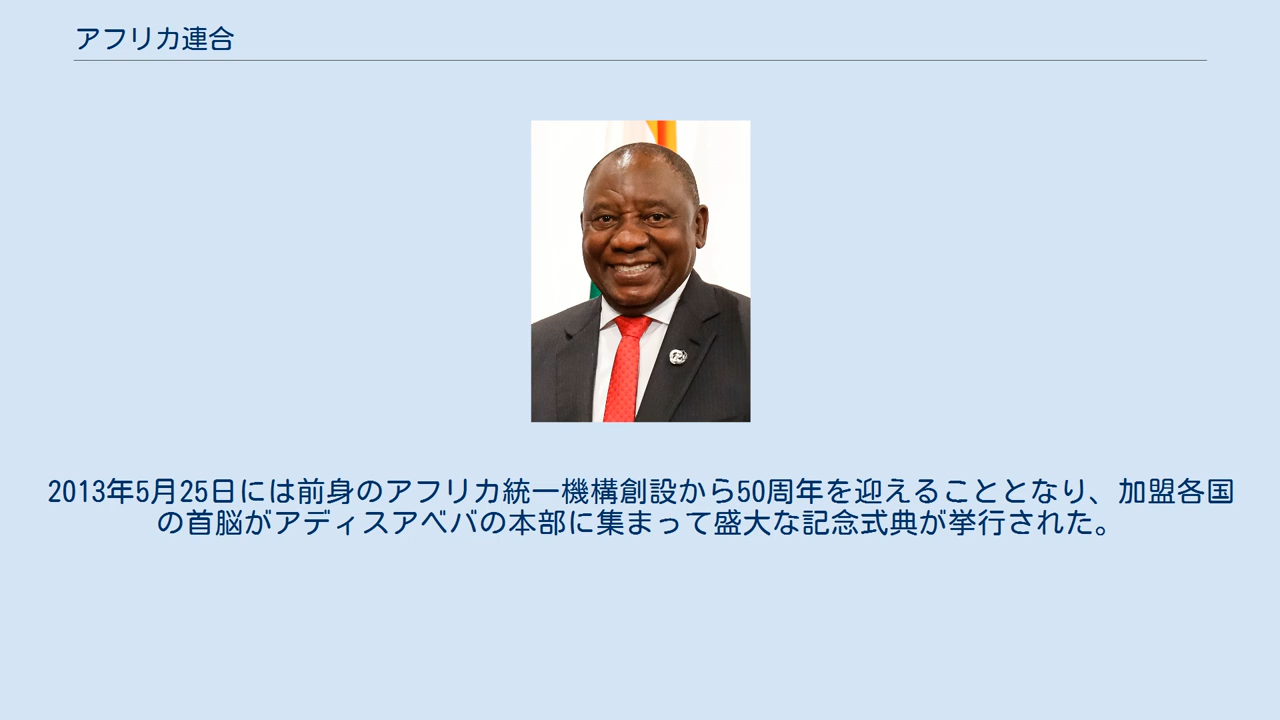 アフリカ連合
2013年5月25日には前身のアフリカ統一機構創設から50周年を迎えることとなり、加盟各国
の首脳がアディスアベバの本部に集まって盛大な記念式典が挙行された。